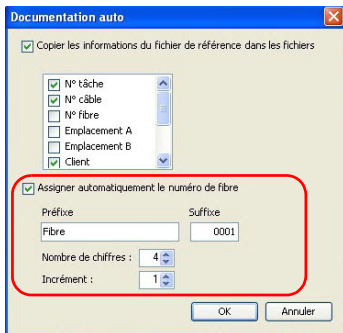 Documentation auto
Copier les informations du fichier de référence dans les fichiers
N° tâche
N° câble
N° fibre
Emplacement A
Emplacement B
Client
Assigner automatiquement le numéro de fibre
Préfixe Suffixe
Fibre 0001
Nombre de chiffres : 4
Incrément : 1
OK Annuler